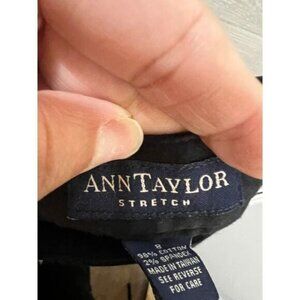 ANNTAYLOR
STRETCH
8
98% COTTON
2% SPANDEX
MADE IN TAIWAN
SEE REVERSE
FOR CARE